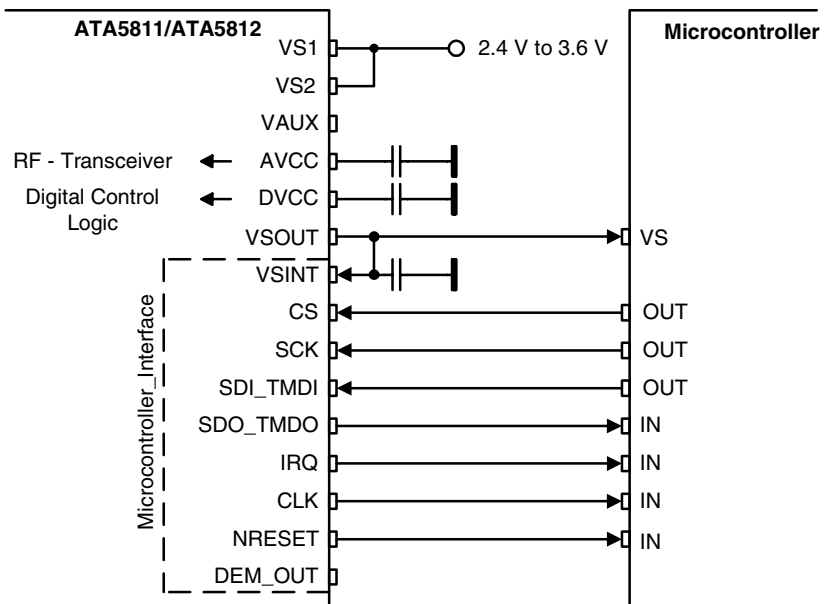 ATA5811/ATA5812
Microcontroller
VS1
2.4 V to 3.6 V
VS2
VAUX
RF - Transceiver
AVCC
Digital Control
Logic
DVCC
VSOUT
VS
Microcontroller_Interface
VSINT
CS
OUT
SCK
OUT
SDI_TMDI
OUT
SDO_TMDO
IN
IRQ
IN
CLK
IN
NRESET
IN
DEM_OUT